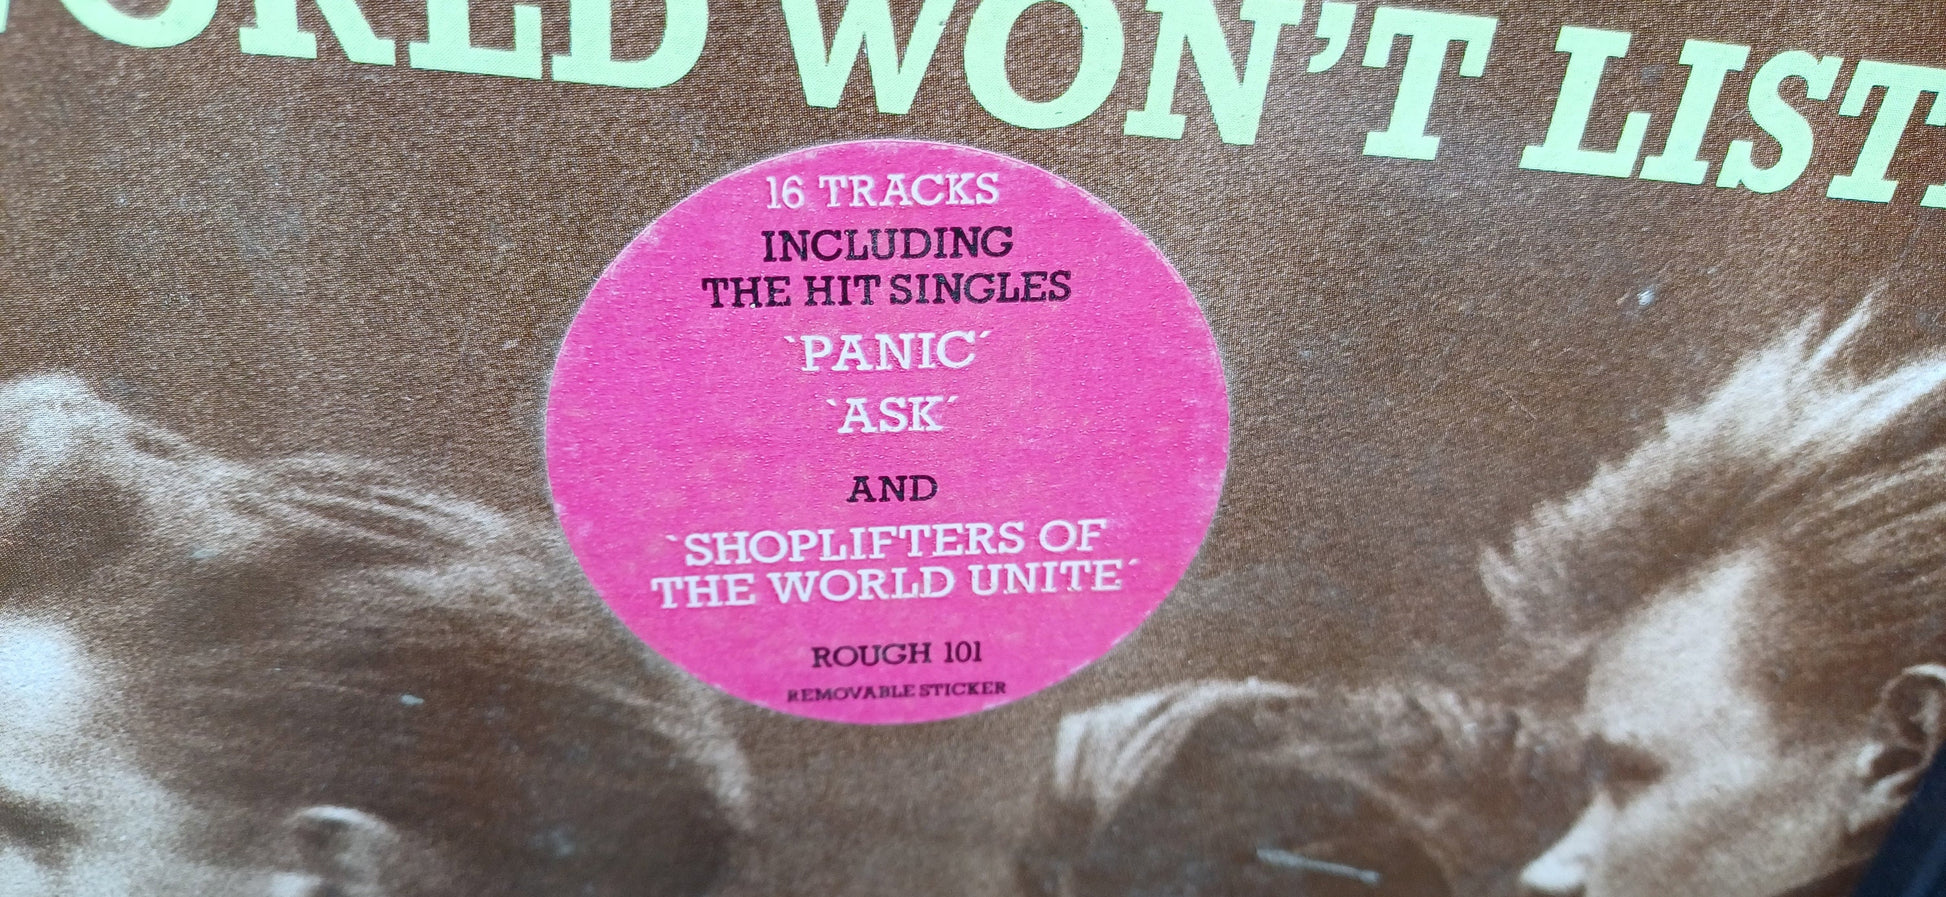 WORLD WON'T LIST
16 TRACKS
INCLUDING
THE HIT SINGLES
`PANIC´
`ASK´
AND
`SHOPLIFTERS OF
THE WORLD UNITE´
ROUGH 101
REMOVABLE STICKER